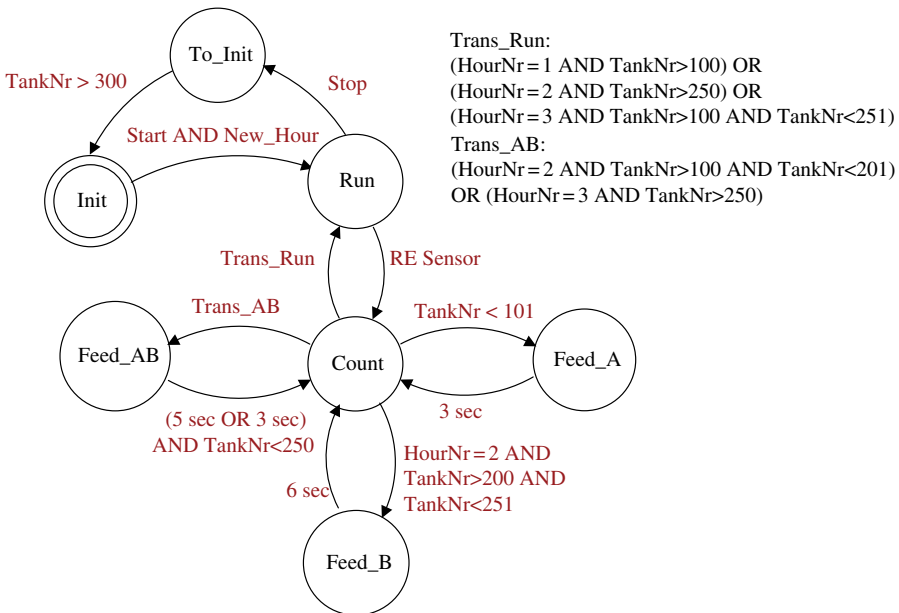 To_Init
TankNr > 300
Stop
Start AND New_Hour
Init
Run
Trans_Run:
(HourNr = 1 AND TankNr>100) OR
(HourNr = 2 AND TankNr>250) OR
(HourNr = 3 AND TankNr>100 AND TankNr<251)
Trans_AB:
(HourNr = 2 AND TankNr>100 AND TankNr<201)
OR (HourNr = 3 AND TankNr>250)
Trans_Run
RE Sensor
Trans_AB
TankNr < 101
Feed_AB
Count
Feed_A
(5 sec OR 3 sec)
AND TankNr<250
3 sec
6 sec
HourNr = 2 AND
TankNr>200 AND
TankNr<251
Feed_B